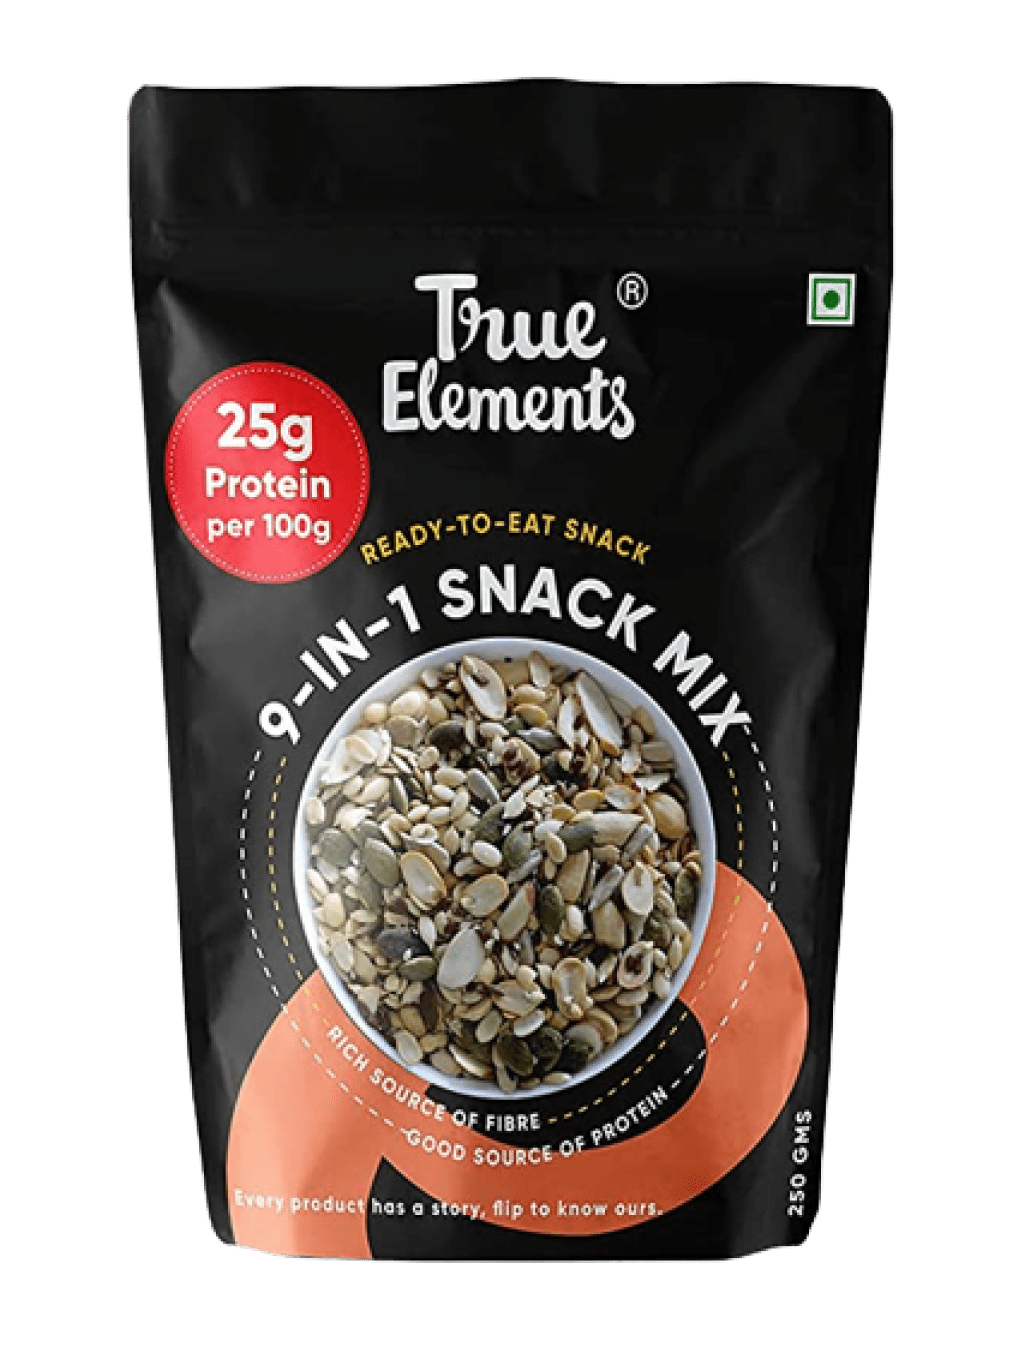 True ®
Elements
25g
Protein
per 100g
READY-TO-EAT SNACK
9-IN-1 SNACK MIX
RICH SOURCE OF FIBRE
GOOD SOURCE OF PROTEIN
Every product has a story, flip to know ours.
250 GMS